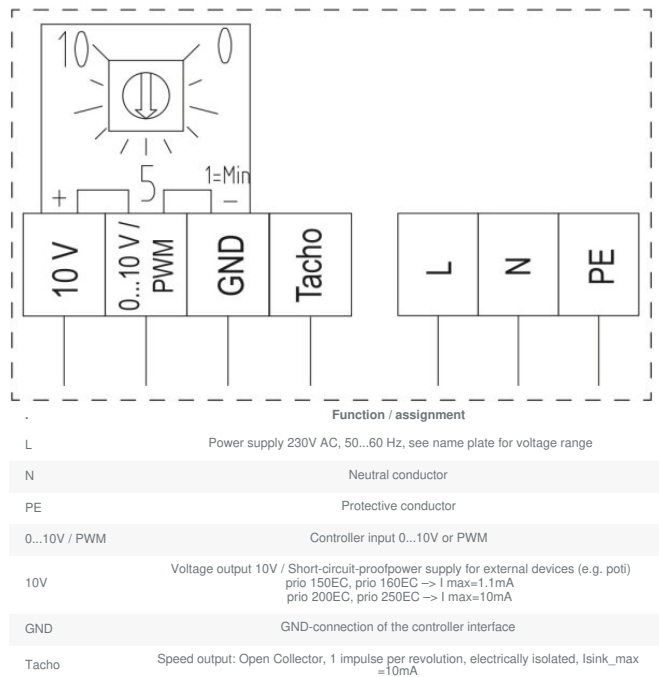 10 0
5 1=Min
+ −
10 V
0...10 V /
PWM
GND
Tacho
L
N
PE
. Function / assignment
L Power supply 230V AC, 50...60 Hz, see name plate for voltage range
N Neutral conductor
PE Protective conductor
0...10V / PWM Controller input 0...10V or PWM
10V Voltage output 10V / Short-circuit-proofpower supply for external devices (e.g. poti)
prio 150EC, prio 160EC –> I max=1.1mA
prio 200EC, prio 250EC –> I max=10mA
GND GND-connection of the controller interface
Tacho Speed output: Open Collector, 1 impulse per revolution, electrically isolated, Isink_max
=10mA